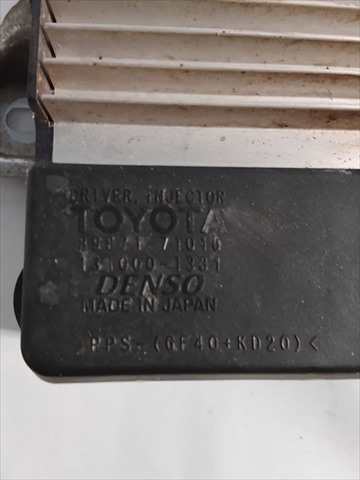 DRIVER, INJECTOR
TOYOTA
89871-71010
131000-1331
DENSO
MADE IN JAPAN
PPS-(GF40+KD20)<